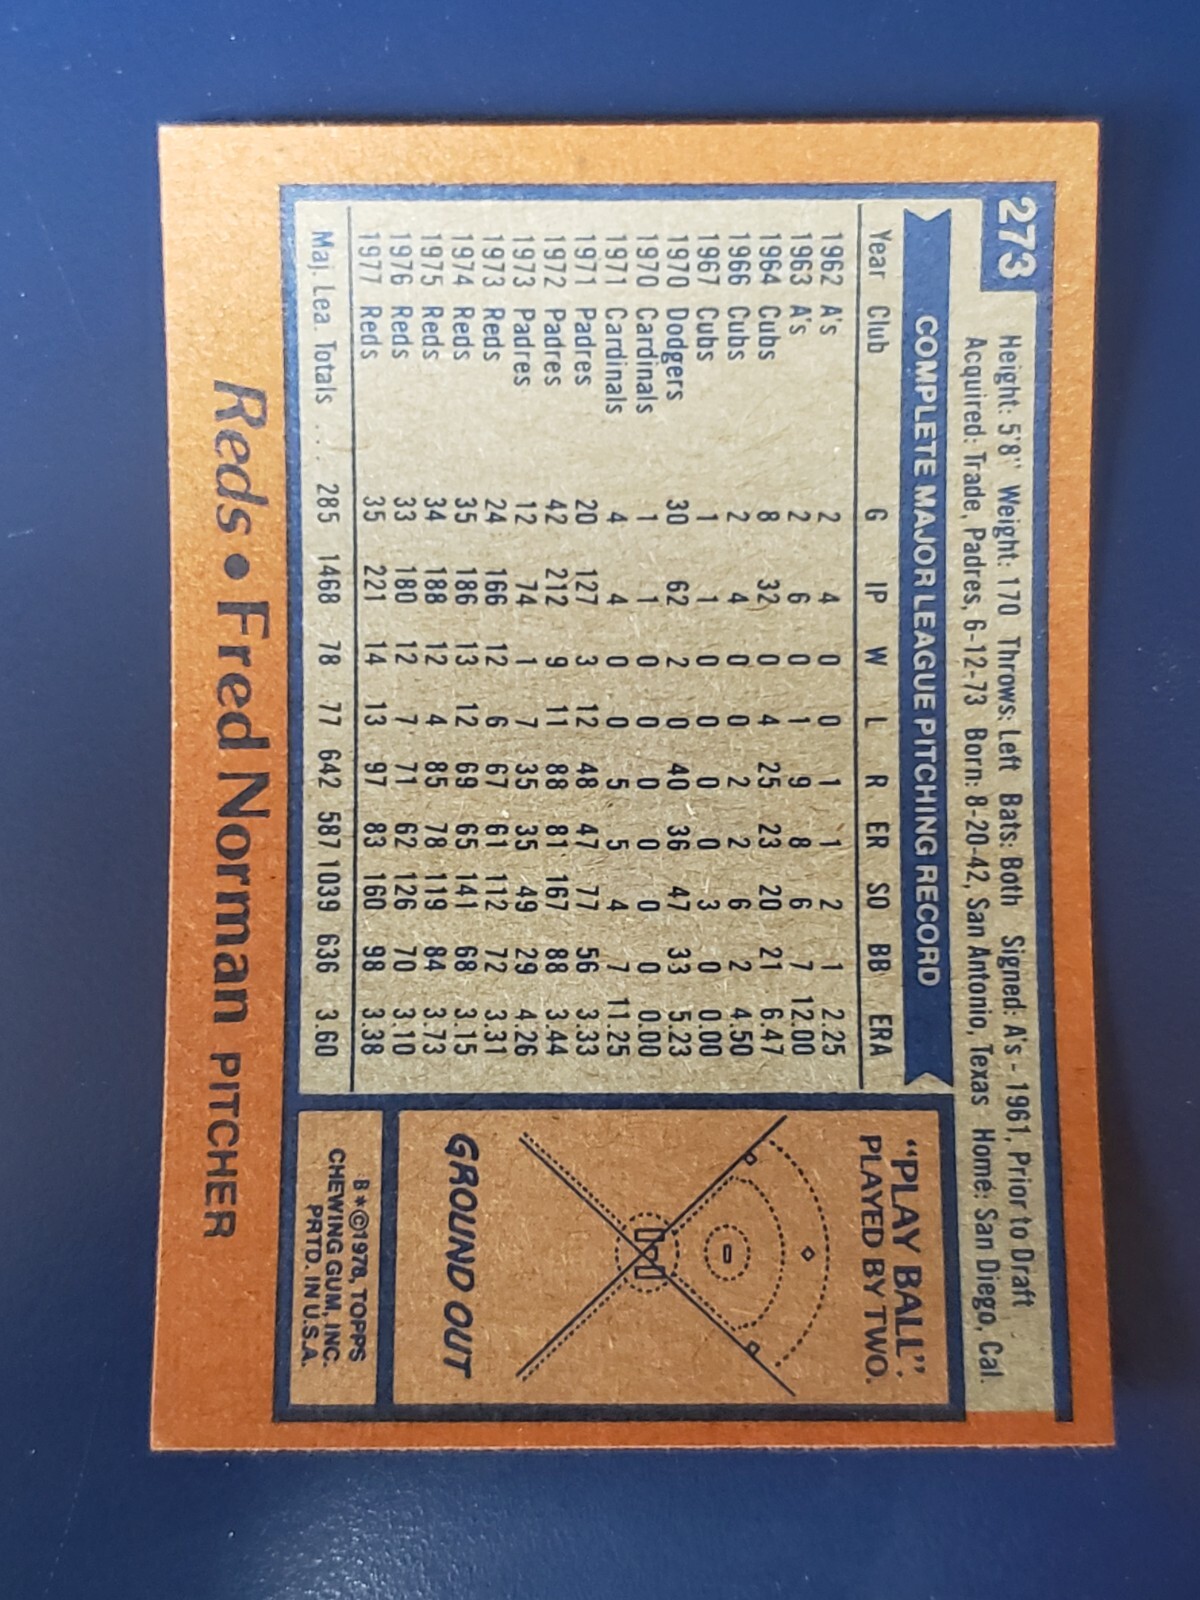 273
Height: 5'8" Weight: 170 Throws: Left Bats: Both Signed: A's - 1961, Prior to Draft
Acquired: Trade, Padres, 6-12-73 Born: 8-20-42, San Antonio, Texas Home: San Diego, Cal.
COMPLETE MAJOR LEAGUE PITCHING RECORD
Year Club G IP W L R ER SO BB ERA
1962 A's 2 4 0 0 1 1 2 1 2.25
1963 A's 2 6 0 1 9 8 6 7 12.00
1964 Cubs 8 32 0 4 25 23 20 21 6.47
1966 Cubs 2 4 0 0 2 2 6 2 4.50
1967 Cubs 1 1 0 0 0 0 3 0 0.00
1970 Dodgers 30 62 2 0 40 36 47 33 5.23
1970 Cardinals 1 1 0 0 0 0 0 0 0.00
1971 Cardinals 4 4 0 0 5 5 4 7 11.25
1971 Padres 20 127 3 12 48 47 77 56 3.33
1972 Padres 42 212 9 11 88 81 167 88 3.44
1973 Padres 12 74 1 7 35 35 49 29 4.26
1973 Reds 24 166 12 6 67 61 112 72 3.31
1974 Reds 35 186 13 12 69 65 141 68 3.15
1975 Reds 34 188 12 4 85 78 119 84 3.73
1976 Reds 33 180 12 7 71 62 126 70 3.10
1977 Reds 35 221 14 13 97 83 160 98 3.38
Maj. Lea. Totals . . . 285 1468 78 77 642 587 1039 636 3.60
"PLAY BALL":
PLAYED BY TWO.
GROUND OUT
B*©1978, TOPPS
CHEWING GUM, INC.
PRTD. IN U.S.A.
Reds • Fred Norman PITCHER